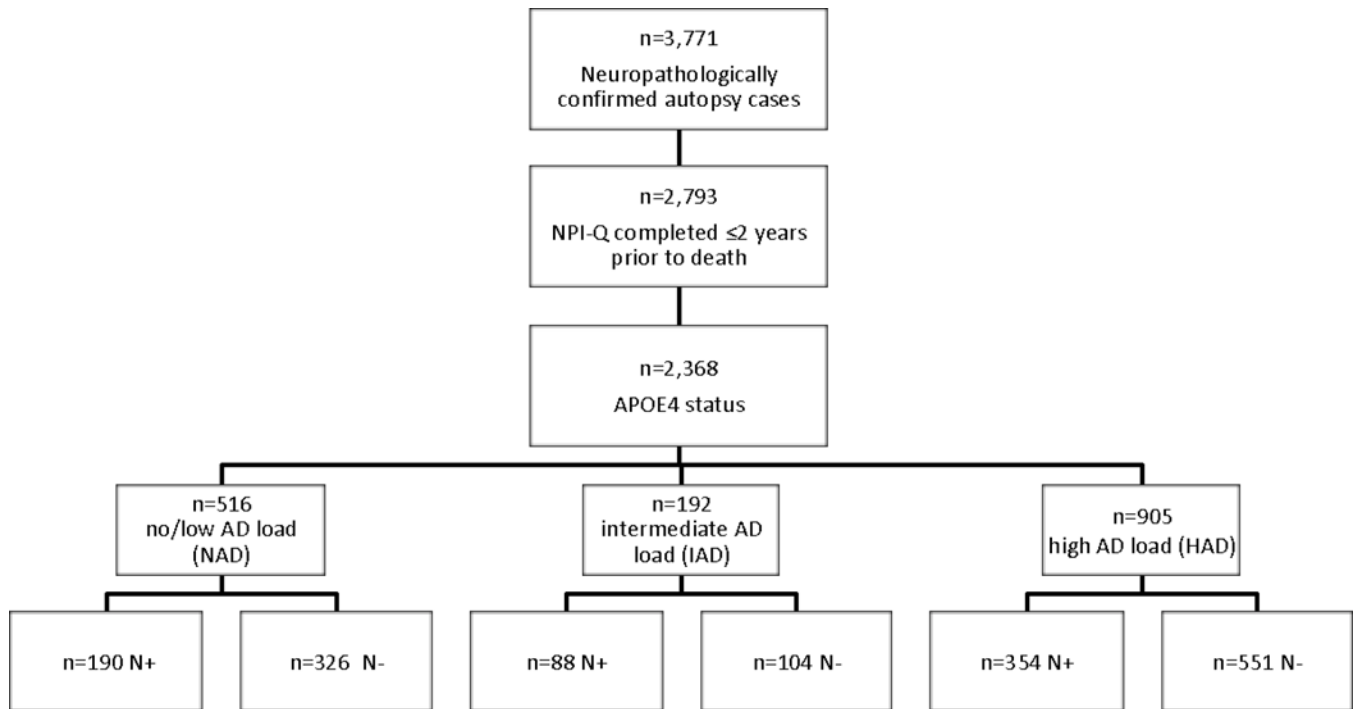 n=3,771
Neuropathologically
confirmed autopsy cases
n=2,793
NPI-Q completed ≤2 years
prior to death
n=2,368
APOE4 status
n=516
no/low AD load
(NAD)
n=192
intermediate AD
load (IAD)
n=905
high AD load (HAD)
n=190 N+
n=326  N-
n=88 N+
n=104 N-
n=354 N+
n=551 N-